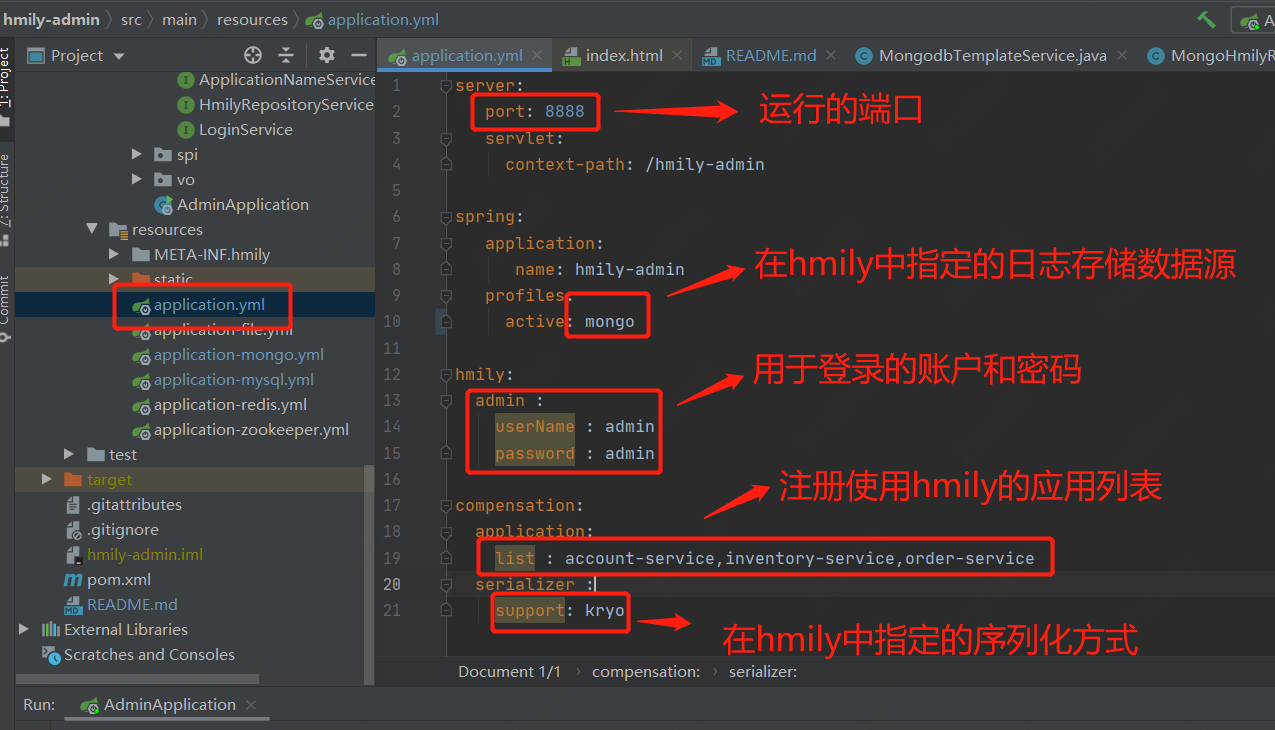 hmily-admin › src › main › resources › application.yml
Project
application.yml × index.html × README.md × MongodbTemplateService.java ×
1: Project
7: Structure
Commit
ApplicationNameService
HmilyRepositoryService
LoginService
spi
vo
AdminApplication
resources
META-INF.hmily
static
application.yml
application-file.yml
application-mongo.yml
application-mysql.yml
application-redis.yml
application-zookeeper.yml
test
target
.gitattributes
.gitignore
hmily-admin.iml
pom.xml
README.md
External Libraries
Scratches and Consoles
1 server:
2 port: 8888 运行的端口
3 servlet:
4 context-path: /hmily-admin
5
6 spring:
7 application:
8 name: hmily-admin 在hmily中指定的日志存储数据源
9 profiles:
10 active: mongo
11
12 hmily: 用于登录的账户和密码
13 admin :
14 userName : admin
15 password : admin
16 注册使用hmily的应用列表
17 compensation:
18 application:
19 list : account-service,inventory-service,order-service
20 serializer :
21 support: kryo
在hmily中指定的序列化方式
Document 1/1 › compensation: › serializer:
Run: AdminApplication ×